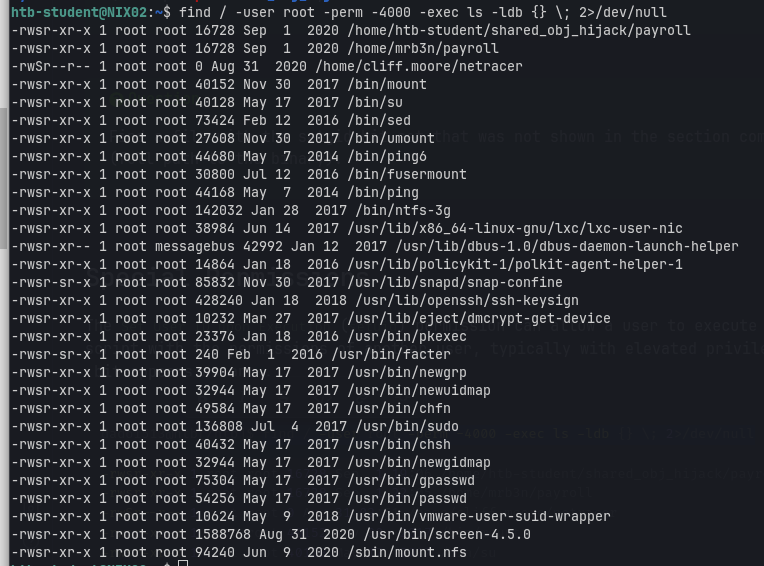 htb-student@NIX02:~$ find / -user root -perm -4000 -exec ls -ldb {} \; 2>/dev/null
-rwsr-xr-x 1 root root 16728 Sep  1  2020 /home/htb-student/shared_obj_hijack/payroll
-rwsr-xr-x 1 root root 16728 Sep  1  2020 /home/mrb3n/payroll
-rwSr--r-- 1 root root 0 Aug 31  2020 /home/cliff.moore/netracer
-rwsr-xr-x 1 root root 40152 Nov 30  2017 /bin/mount
-rwsr-xr-x 1 root root 40128 May 17  2017 /bin/su
-rwsr-xr-x 1 root root 73424 Feb 12  2016 /bin/sed
-rwsr-xr-x 1 root root 27608 Nov 30  2017 /bin/umount
-rwsr-xr-x 1 root root 44680 May  7  2014 /bin/ping6
-rwsr-xr-x 1 root root 30800 Jul 12  2016 /bin/fusermount
-rwsr-xr-x 1 root root 44168 May  7  2014 /bin/ping
-rwsr-xr-x 1 root root 142032 Jan 28  2017 /bin/ntfs-3g
-rwsr-xr-x 1 root root 38984 Jun 14  2017 /usr/lib/x86_64-linux-gnu/lxc/lxc-user-nic
-rwsr-xr-- 1 root messagebus 42992 Jan 12  2017 /usr/lib/dbus-1.0/dbus-daemon-launch-helper
-rwsr-xr-x 1 root root 14864 Jan 18  2016 /usr/lib/policykit-1/polkit-agent-helper-1
-rwsr-sr-x 1 root root 85832 Nov 30  2017 /usr/lib/snapd/snap-confine
-rwsr-xr-x 1 root root 428240 Jan 18  2018 /usr/lib/openssh/ssh-keysign
-rwsr-xr-x 1 root root 10232 Mar 27  2017 /usr/lib/eject/dmcrypt-get-device
-rwsr-xr-x 1 root root 23376 Jan 18  2016 /usr/bin/pkexec
-rwsr-sr-x 1 root root 240 Feb  1  2016 /usr/bin/facter
-rwsr-xr-x 1 root root 39904 May 17  2017 /usr/bin/newgrp
-rwsr-xr-x 1 root root 32944 May 17  2017 /usr/bin/newuidmap
-rwsr-xr-x 1 root root 49584 May 17  2017 /usr/bin/chfn
-rwsr-xr-x 1 root root 136808 Jul  4  2017 /usr/bin/sudo
-rwsr-xr-x 1 root root 40432 May 17  2017 /usr/bin/chsh
-rwsr-xr-x 1 root root 32944 May 17  2017 /usr/bin/newgidmap
-rwsr-xr-x 1 root root 75304 May 17  2017 /usr/bin/gpasswd
-rwsr-xr-x 1 root root 54256 May 17  2017 /usr/bin/passwd
-rwsr-xr-x 1 root root 10624 May  9  2018 /usr/bin/vmware-user-suid-wrapper
-rwsr-xr-x 1 root root 1588768 Aug 31  2020 /usr/bin/screen-4.5.0
-rwsr-xr-x 1 root root 94240 Jun  9  2020 /sbin/mount.nfs